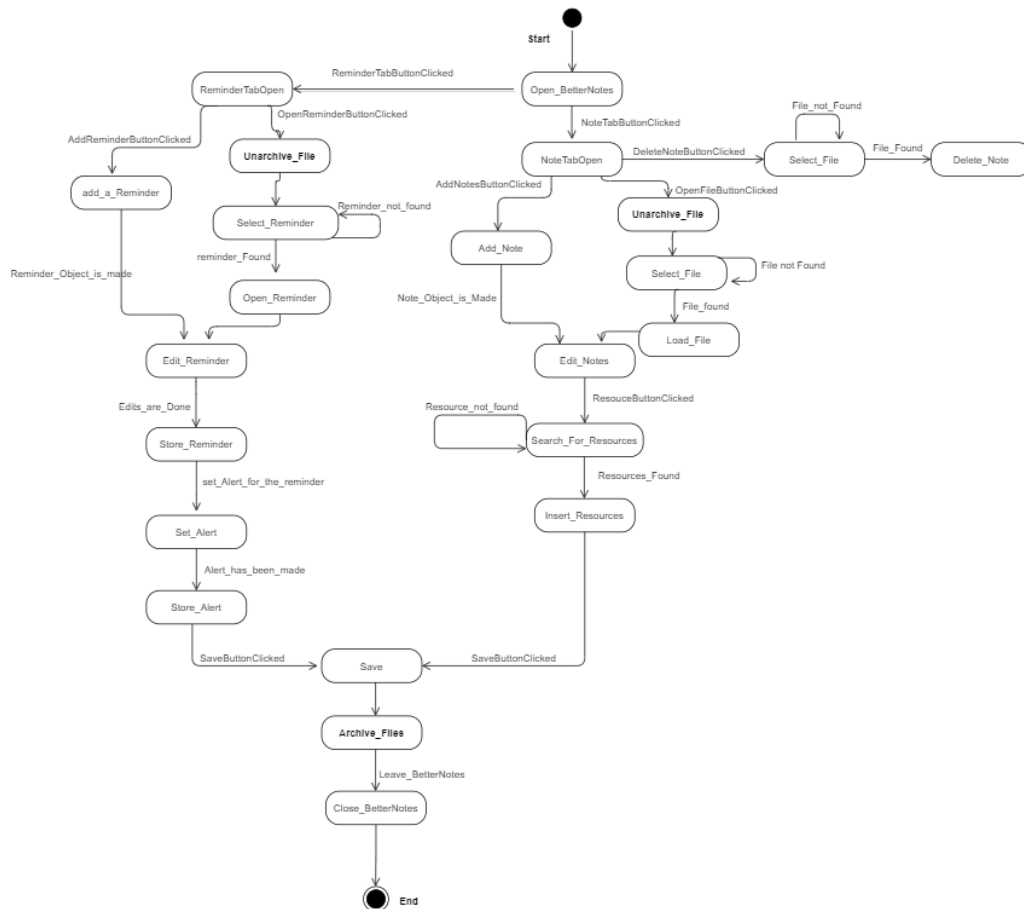 Start
ReminderTabButtonClicked
ReminderTabOpen
Open_BetterNotes
File_not_Found
OpenReminderButtonClicked
NoteTabButtonClicked
AddReminderButtonClicked
Unarchive_File
NoteTabOpen
DeleteNoteButtonClicked
Select_File
File_Found
Delete_Note
add_a_Reminder
AddNotesButtonClicked
OpenFileButtonClicked
Reminder_not_found
Unarchive_File
Select_Reminder
Add_Note
reminder_Found
Select_File
File not Found
Reminder_Object_is_made
Open_Reminder
Note_Object_is_Made
File_found
Load_File
Edit_Reminder
Edit_Notes
Edits_are_Done
Resource_not_found
ResouceButtonClicked
Store_Reminder
Search_For_Resources
set_Alert_for_the_reminder
Resources_Found
Insert_Resources
Set_Alert
Alert_has_been_made
Store_Alert
SaveButtonClicked
Save
SaveButtonClicked
Archive_Files
Leave_BetterNotes
Close_BetterNotes
End